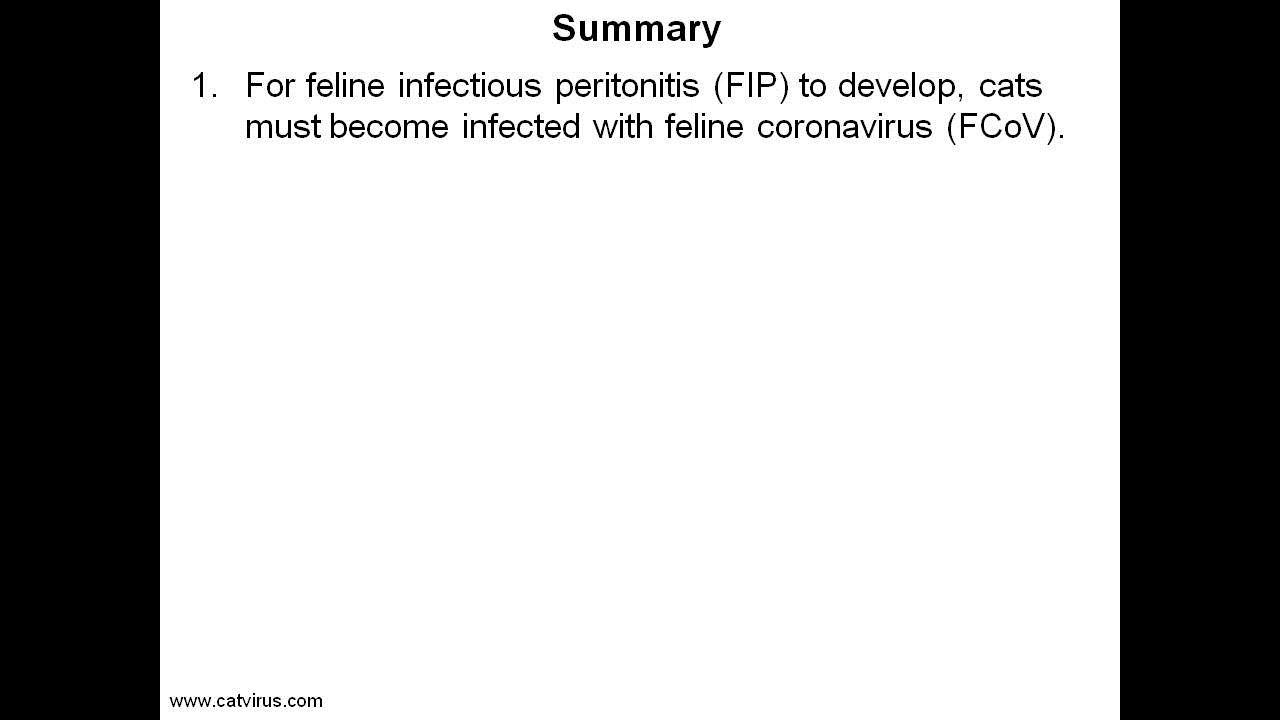 Summary
1. For feline infectious peritonitis (FIP) to develop, cats
must become infected with feline coronavirus (FCoV).
www.catvirus.com